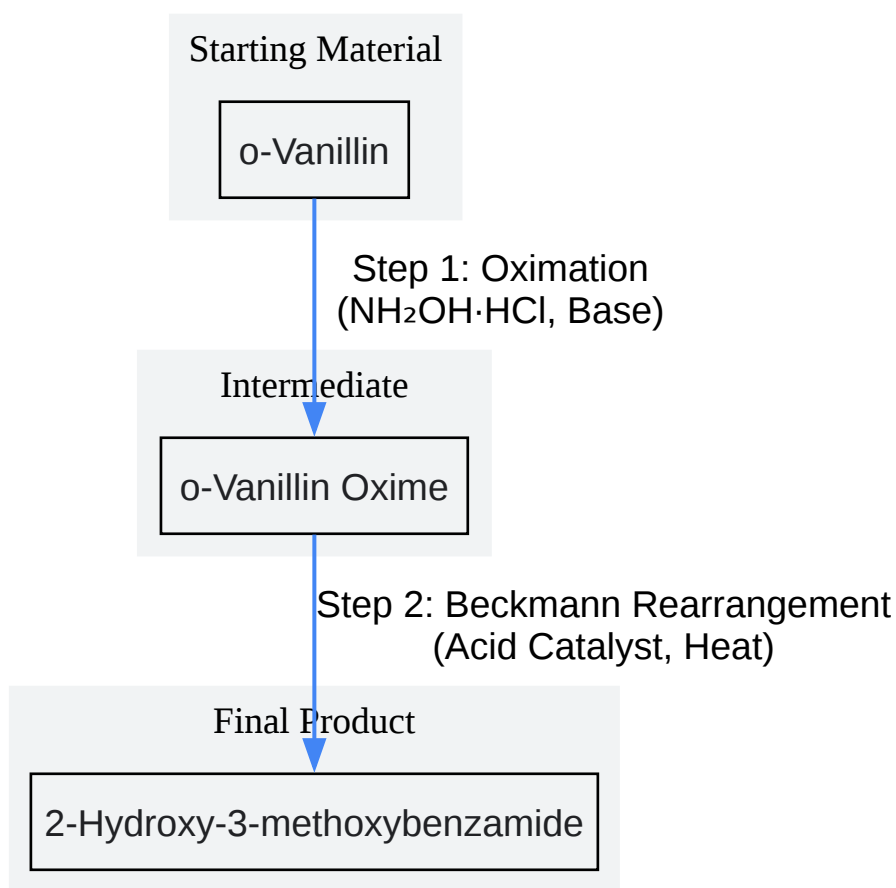 Starting Material
o-Vanillin
Step 1: Oximation
(NH₂OH·HCl, Base)
Intermediate
o-Vanillin Oxime
Step 2: Beckmann Rearrangement
(Acid Catalyst, Heat)
Final Product
2-Hydroxy-3-methoxybenzamide